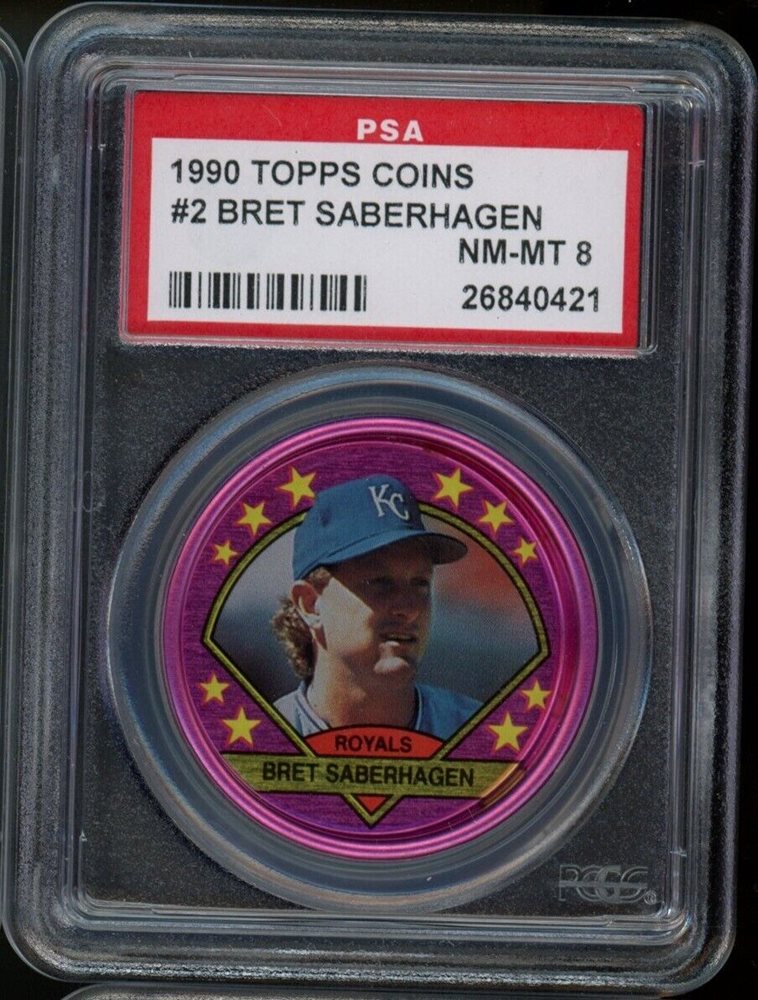 PSA
1990 TOPPS COINS
#2 BRET SABERHAGEN
NM-MT 8
26840421
KC
ROYALS
BRET SABERHAGEN
PCGS